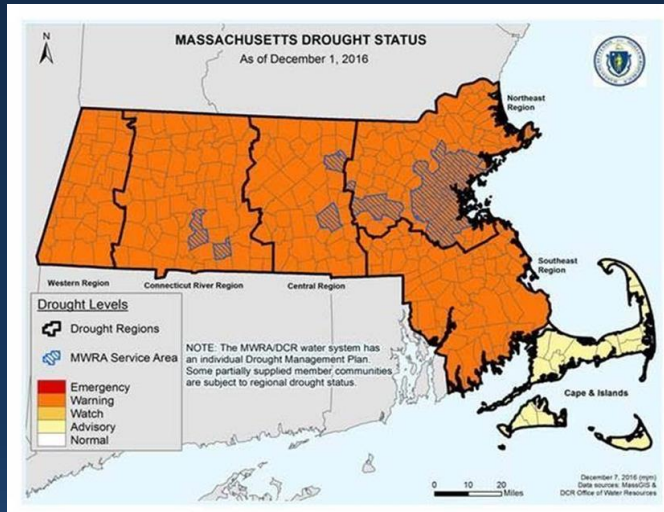 N
MASSACHUSETTS DROUGHT STATUS
As of December 1, 2016
Northeast
Region
Southeast
Region
Western Region
Connecticut River Region
Central Region
Cape & Islands
Drought Levels
Drought Regions
MWRA Service Area
Emergency
Warning
Watch
Advisory
Normal
NOTE: The MWRA/DCR water system has
an individual Drought Management Plan.
Some partially supplied member communities
are subject to regional drought status.
0 10 20
Miles
December 7, 2016 (mjm)
Data sources: MassGIS &
DCR Office of Water Resources